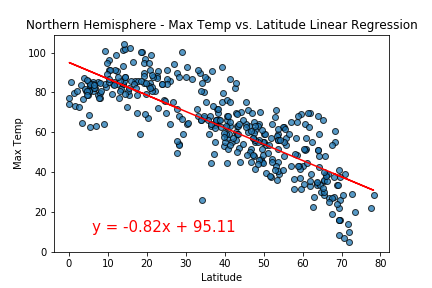 Northern Hemisphere - Max Temp vs. Latitude Linear Regression
100
80
60
40
20
0
Max Temp
y = -0.82x + 95.11
0 10 20 30 40 50 60 70 80
Latitude